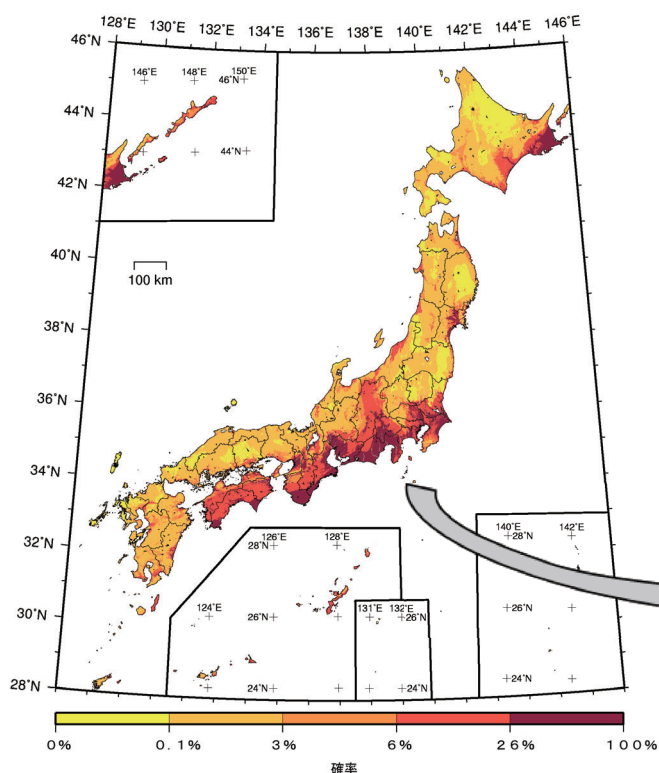 128°E 130°E 132°E 134°E 136°E 138°E 140°E 142°E 144°E 146°E
46°N
146°E 148°E 150°E
46°N
44°N
44°N
42°N
40°N
100 km
38°N
36°N
34°N
32°N
126°E 128°E
28°N
140°E 142°E
28°N
124°E
131°E 132°E
30°N
26°N
26°N
26°N
28°N
24°N
24°N
24°N
0% 0.1% 3% 6% 26% 100%
確率